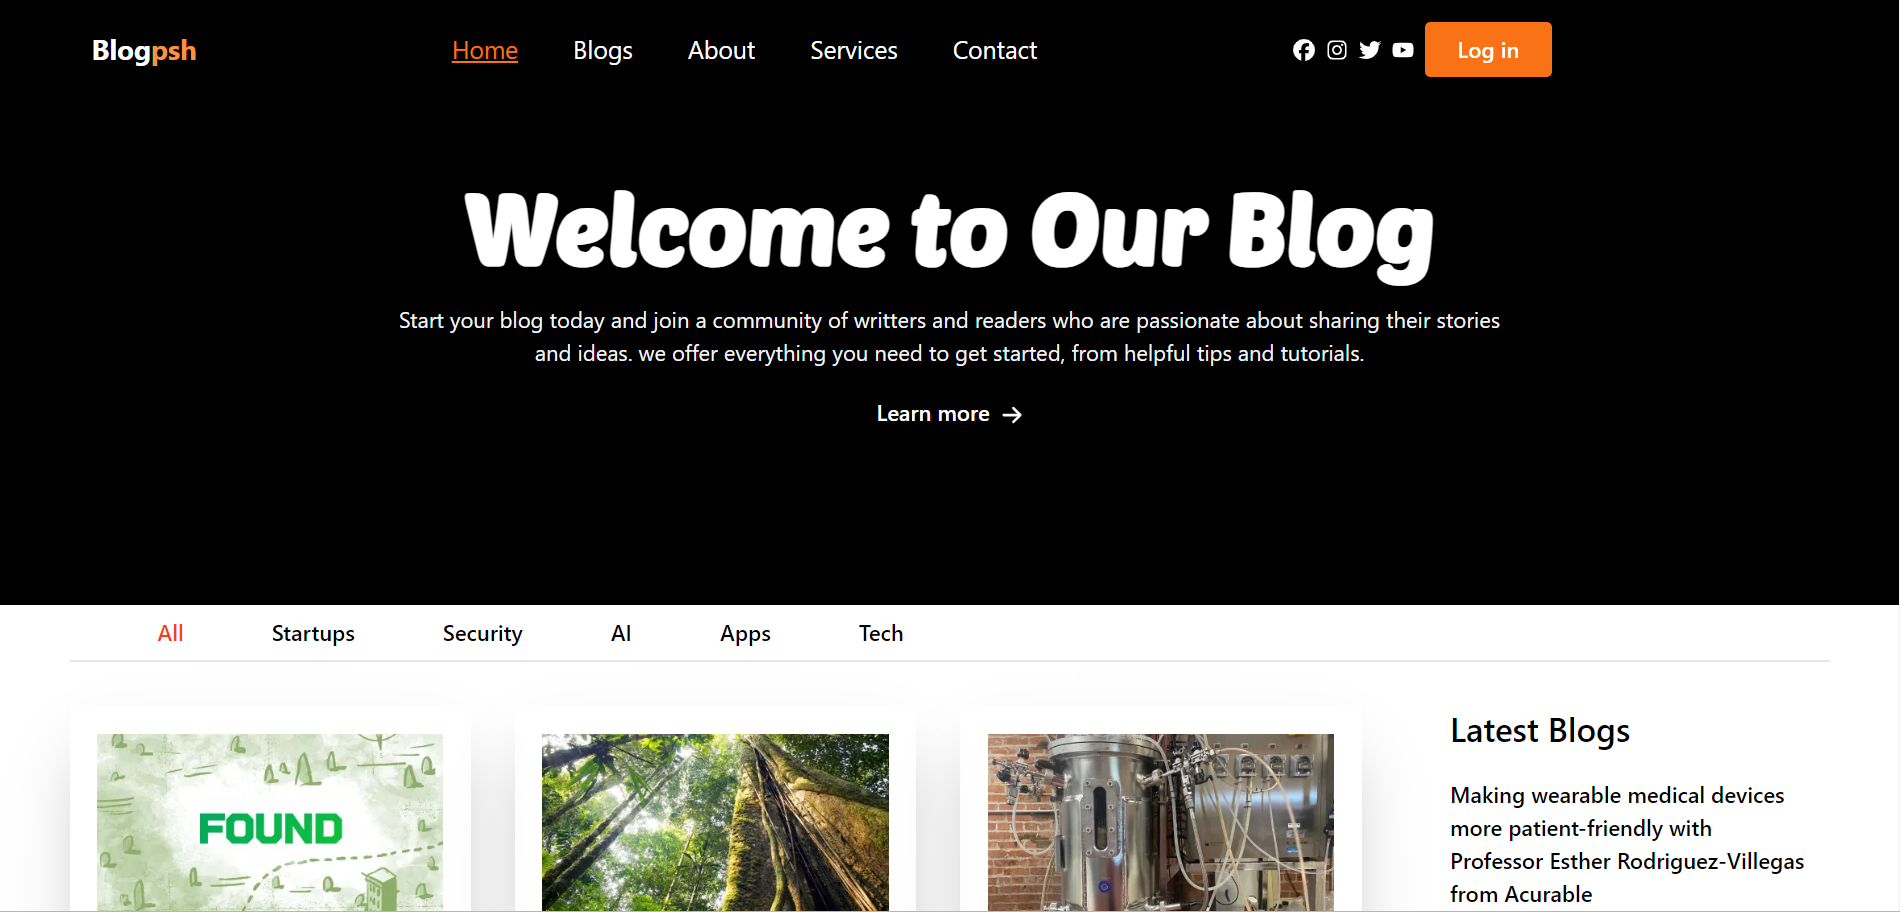 Blogpsh
Home
Blogs
About
Services
Contact
Log in
Welcome to Our Blog
Start your blog today and join a community of writters and readers who are passionate about sharing their stories
and ideas. we offer everything you need to get started, from helpful tips and tutorials.
Learn more
All
Startups
Security
AI
Apps
Tech
FOUND
Latest Blogs
Making wearable medical devices
more patient-friendly with
Professor Esther Rodriguez-Villegas
from Acurable